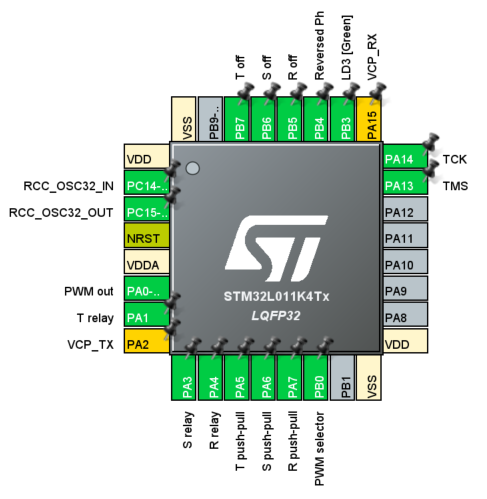 T off
S off
R off
Reversed Ph
LD3 [Green]
VCP_RX
VSS
PB9-..
PB7
PB6
PB5
PB4
PB3
PA15
VDD
RCC_OSC32_IN
PC14-..
RCC_OSC32_OUT
PC15-..
NRST
VDDA
PWM out
PA0-..
T relay
PA1
VCP_TX
PA2
ST
STM32L011K4Tx
LQFP32
PA14
TCK
PA13
TMS
PA12
PA11
PA10
PA9
PA8
VDD
PA3
PA4
PA5
PA6
PA7
PB0
PB1
VSS
S relay
R relay
T push-pull
S push-pull
R push-pull
PWM selector